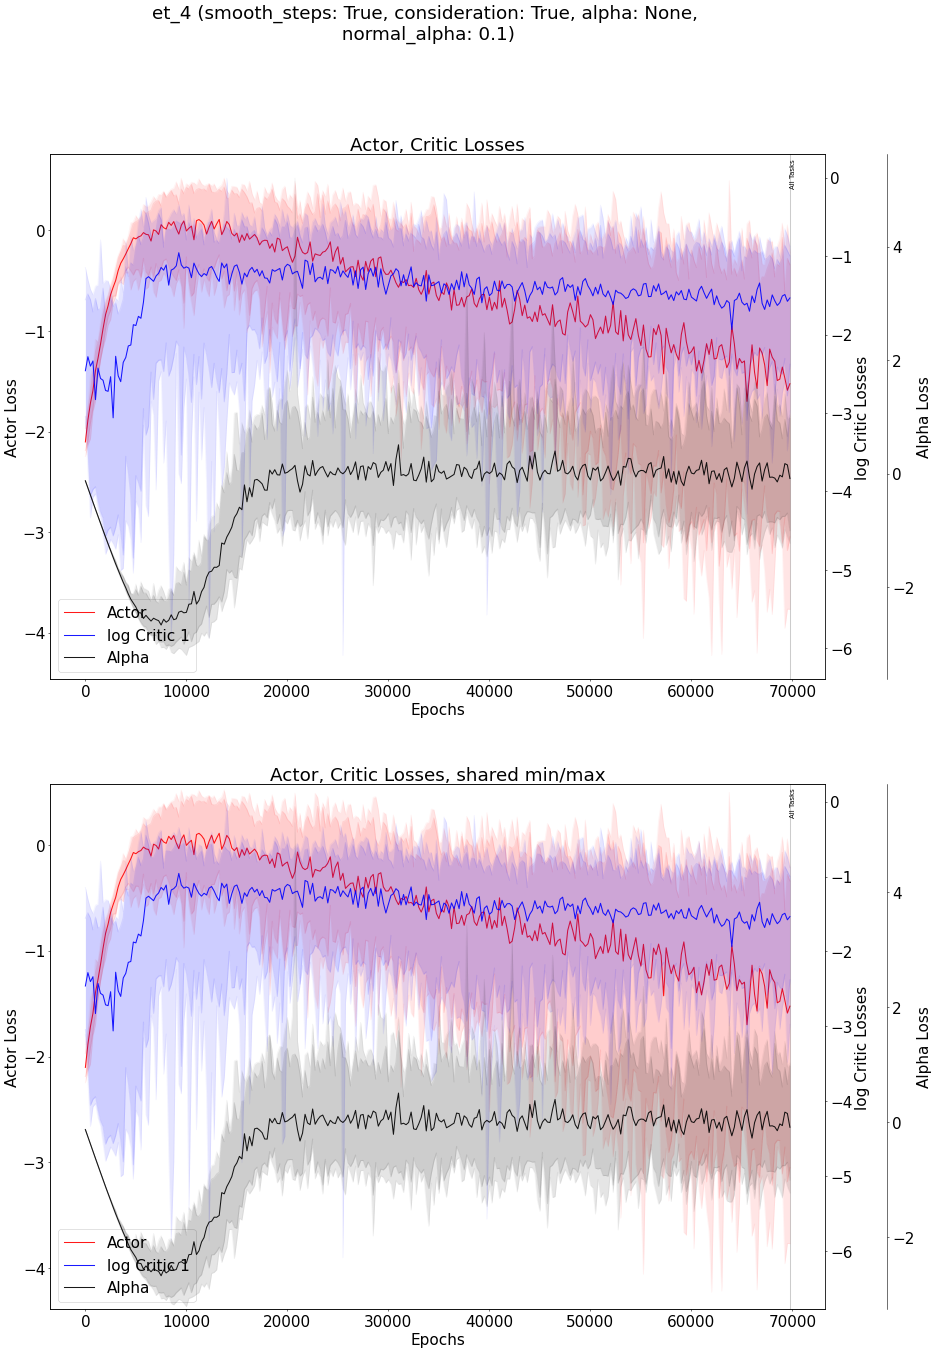 et_4 (smooth_steps: True, consideration: True, alpha: None,
normal_alpha: 0.1)
Actor, Critic Losses
All Tasks
0
−1
−2
−3
−4
Actor Loss
0
−1
−2
−3
−4
−5
−6
log Critic Losses
4
2
0
−2
Alpha Loss
Actor
log Critic 1
Alpha
0 10000 20000 30000 40000 50000 60000 70000
Epochs
Actor, Critic Losses, shared min/max
All Tasks
0
−1
−2
−3
−4
Actor Loss
0
−1
−2
−3
−4
−5
−6
log Critic Losses
4
2
0
−2
Alpha Loss
Actor
log Critic 1
Alpha
0 10000 20000 30000 40000 50000 60000 70000
Epochs